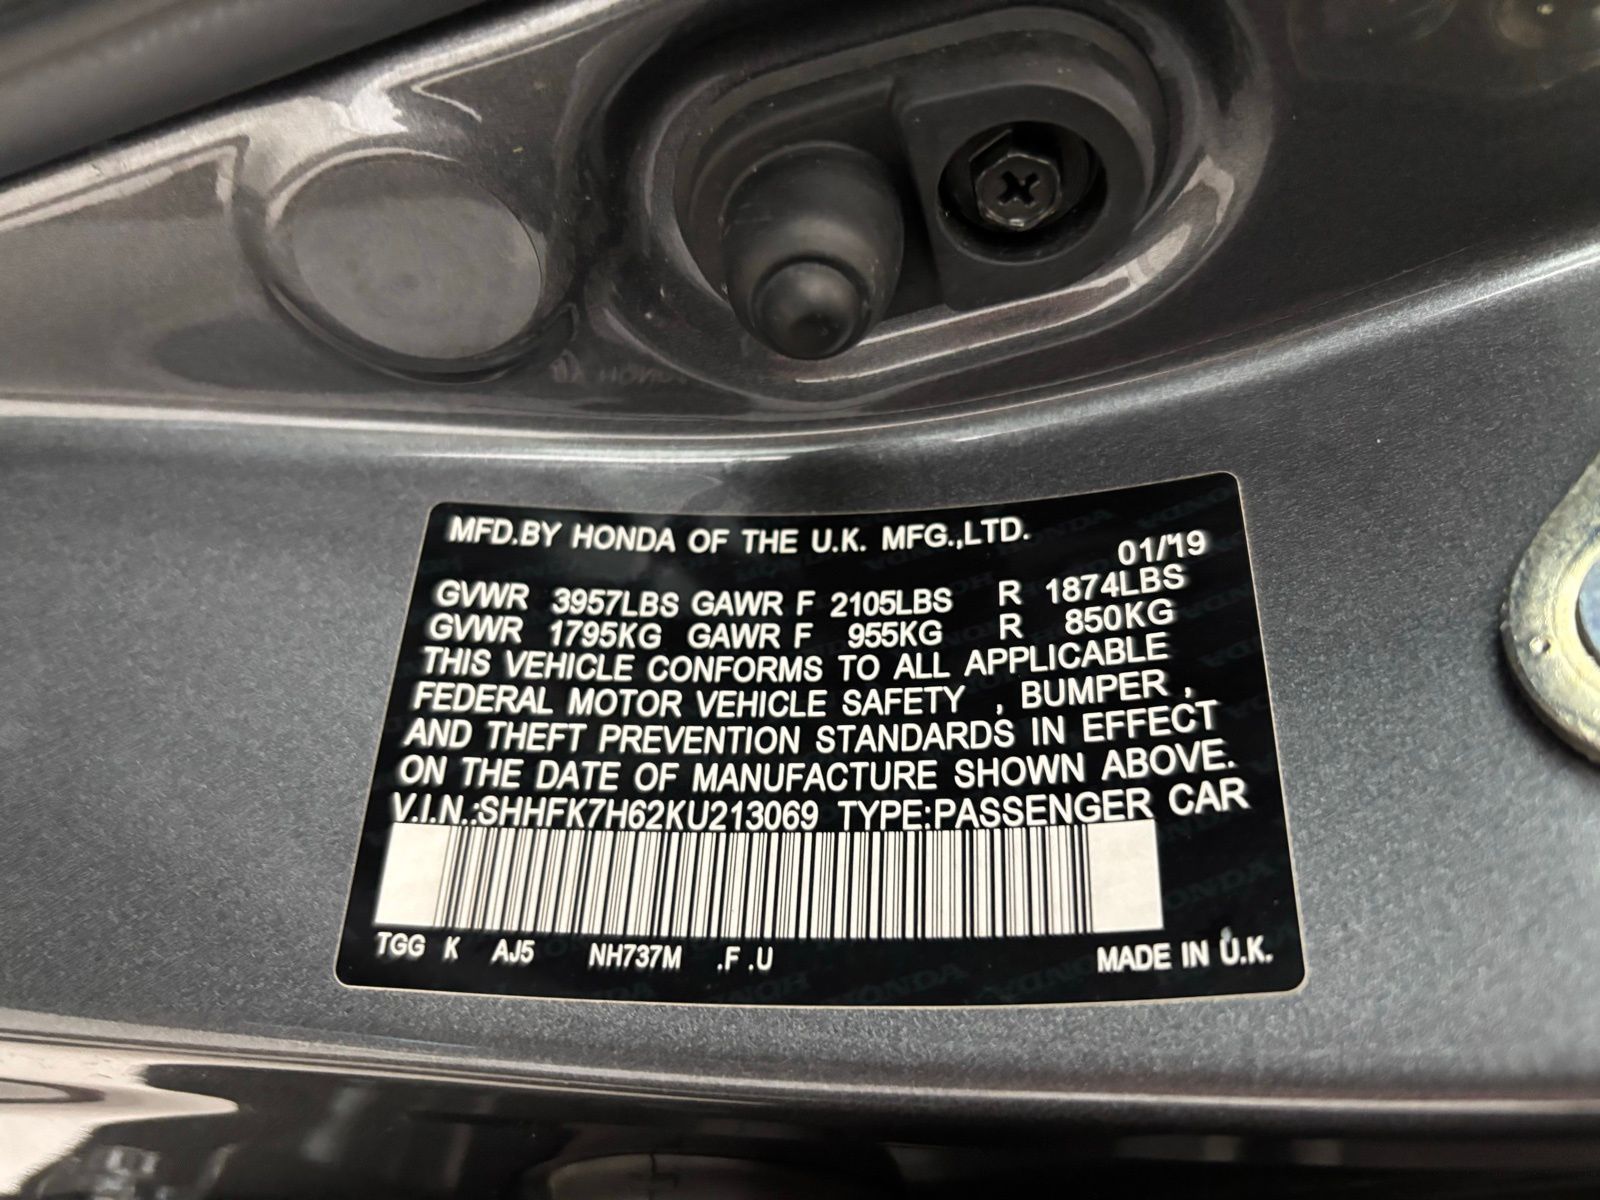 MFD.BY HONDA OF THE U.K. MFG.,LTD.
01/'19
GVWR 3957LBS GAWR F 2105LBS R 1874LBS
GVWR 1795KG GAWR F 955KG R 850KG
THIS VEHICLE CONFORMS TO ALL APPLICABLE
FEDERAL MOTOR VEHICLE SAFETY , BUMPER ,
AND THEFT PREVENTION STANDARDS IN EFFECT
ON THE DATE OF MANUFACTURE SHOWN ABOVE.
V.I.N.:SHHFK7H62KU213069 TYPE:PASSENGER CAR
TGG K AJ5 NH737M .F .U MADE IN U.K.